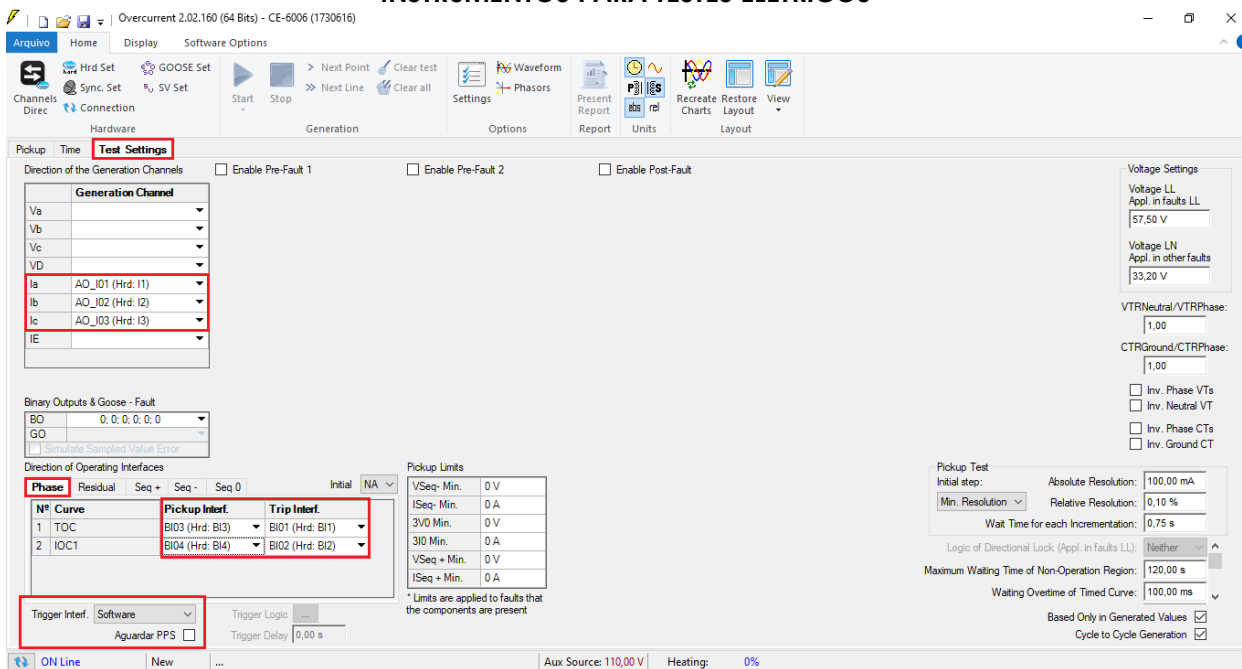 INSTRUMENTOS PARA TESTES ELÉTRICOS
Overcurrent 2.02.160 (64 Bits) - CE-6006 (1730616)
Arquivo Home Display Software Options
Hrd Set GOOSE Set > Next Point Clear test Waveform
Sync. Set SV Set >> Next Line Clear all Phasors
Channels Direc Connection Start Stop Settings Present Report abs rel Recreate Charts Restore Layout View
Hardware Generation Options Report Units Layout
Pickup Time Test Settings
Direction of the Generation Channels Enable Pre-Fault 1 Enable Pre-Fault 2 Enable Post-Fault Voltage Settings
Generation Channel
Va
Vb
Vc
VD
Ia AO_I01 (Hrd: I1)
Ib AO_I02 (Hrd: I2)
Ic AO_I03 (Hrd: I3)
IE
Voltage LL
Appl. in faults LL
57,50 V
Voltage LN
Appl. in other faults
33,20 V
VTRNeutral/VTRPhase:
1,00
CTRGround/CTRPhase:
1,00
Inv. Phase VTs
Inv. Neutral VT
Inv. Phase CTs
Inv. Ground CT
Binary Outputs & Goose - Fault
BO 0; 0; 0; 0; 0; 0
GO
Simulate Sampled Value Error
Direction of Operating Interfaces
Phase Residual Seq + Seq - Seq 0 Initial NA
Nº Curve Pickup Interf. Trip Interf.
1 TOC BI03 (Hrd: BI3) BI01 (Hrd: BI1)
2 IOC1 BI04 (Hrd: BI4) BI02 (Hrd: BI2)
Trigger Interf. Software Trigger Logic ...
Aguardar PPS Trigger Delay 0,00 s
Pickup Limits
VSeq- Min. 0 V
ISeq- Min. 0 A
3V0 Min. 0 V
3I0 Min. 0 A
VSeq + Min. 0 V
ISeq + Min. 0 A
* Limits are applied to faults that
the components are present
Pickup Test
Initial step: Absolute Resolution: 100,00 mA
Min. Resolution Relative Resolution: 0,10 %
Wait Time for each Incrementation: 0,75 s
Logic of Directional Lock (Appl. in faults LL): Neither
Maximum Waiting Time of Non-Operation Region: 120,00 s
Waiting Overtime of Timed Curve: 100,00 ms
Based Only in Generated Values
Cycle to Cycle Generation
ON Line New ... Aux Source: 110,00 V Heating: 0%